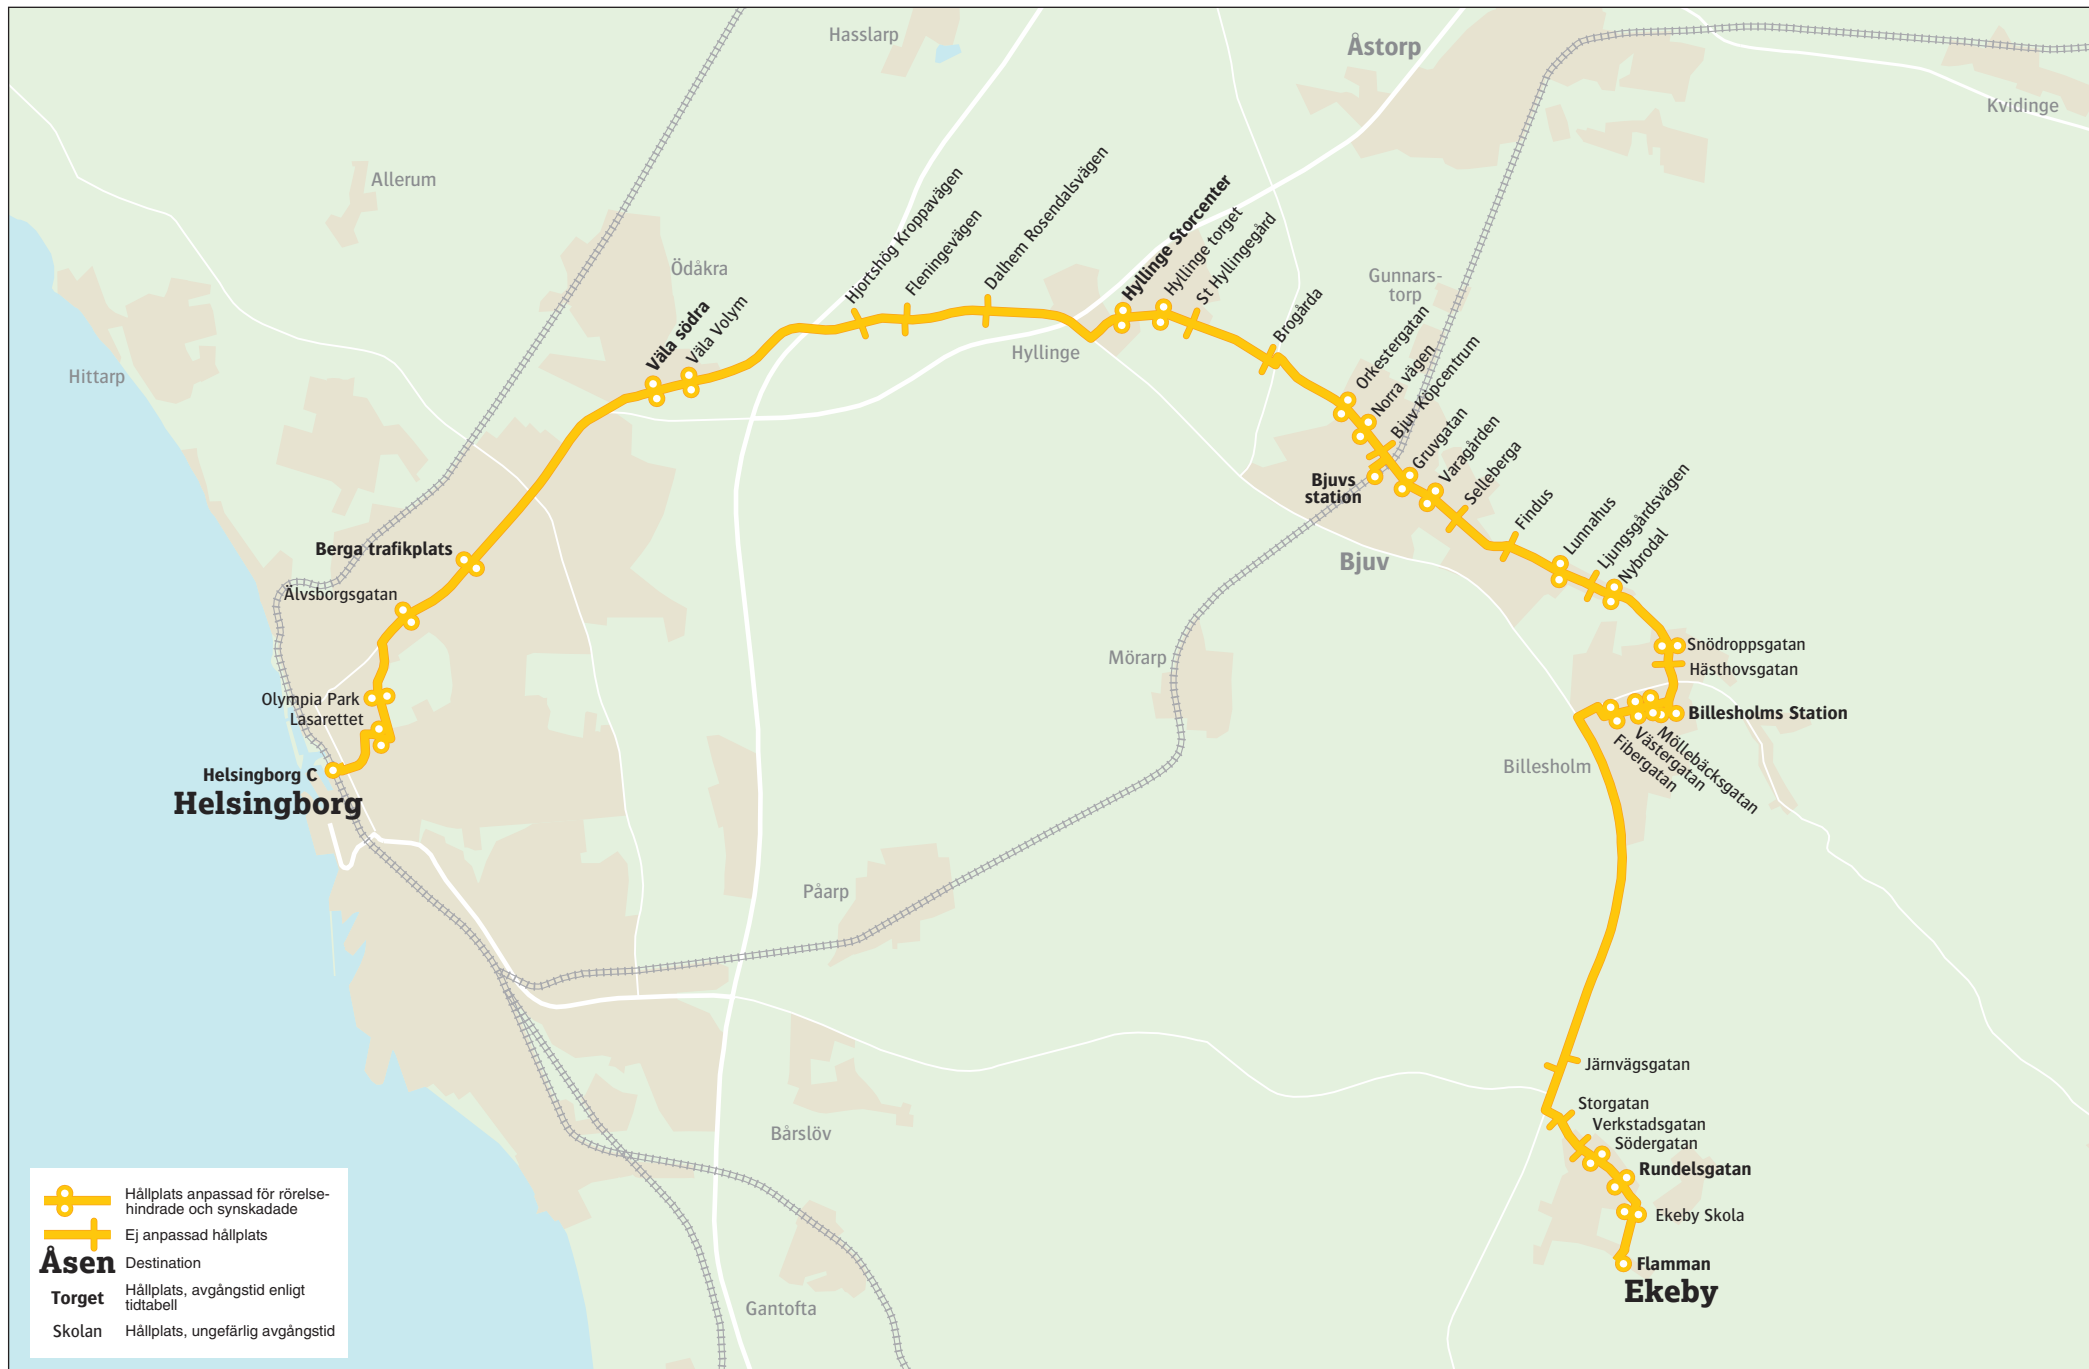 Hasslarp
Åstorp
Kvidinge
Allerum
Ödåkra
Hjortshög Kroppavägen
Fleningevägen
Dalhem Rosendalsvägen
Hyllinge Storcenter
Hyllinge torget
St Hyllingegård
Gunnars-
torp
Brogårda
Väla södra
Väla Volym
Hyllinge
Hittarp
Orkestergatan
Norra vägen
Bjuv Köpcentrum
Gruvgatan
Varagården
Selleberga
Bjuvs
station
Findus
Lunnahus
Ljungsgårdsvägen
Nybrodal
Bjuv
Berga trafikplats
Älvsborgsgatan
Snödroppsgatan
Mörarp
Hästhovsgatan
Olympia Park
Lasarettet
Billesholms Station
Möllebäcksgatan
Västergatan
Fibergatan
Billesholm
Helsingborg C
Helsingborg
Påarp
Järnvägsgatan
Storgatan
Verkstadsgatan
Södergatan
Bårslöv
Rundelsgatan
Ekeby Skola
Flamman
Ekeby
Gantofta
Hållplats anpassad för rörelse-
hindrade och synskadade
Ej anpassad hållplats
Åsen Destination
Torget Hållplats, avgångstid enligt
tidtabell
Skolan Hållplats, ungefärlig avgångstid